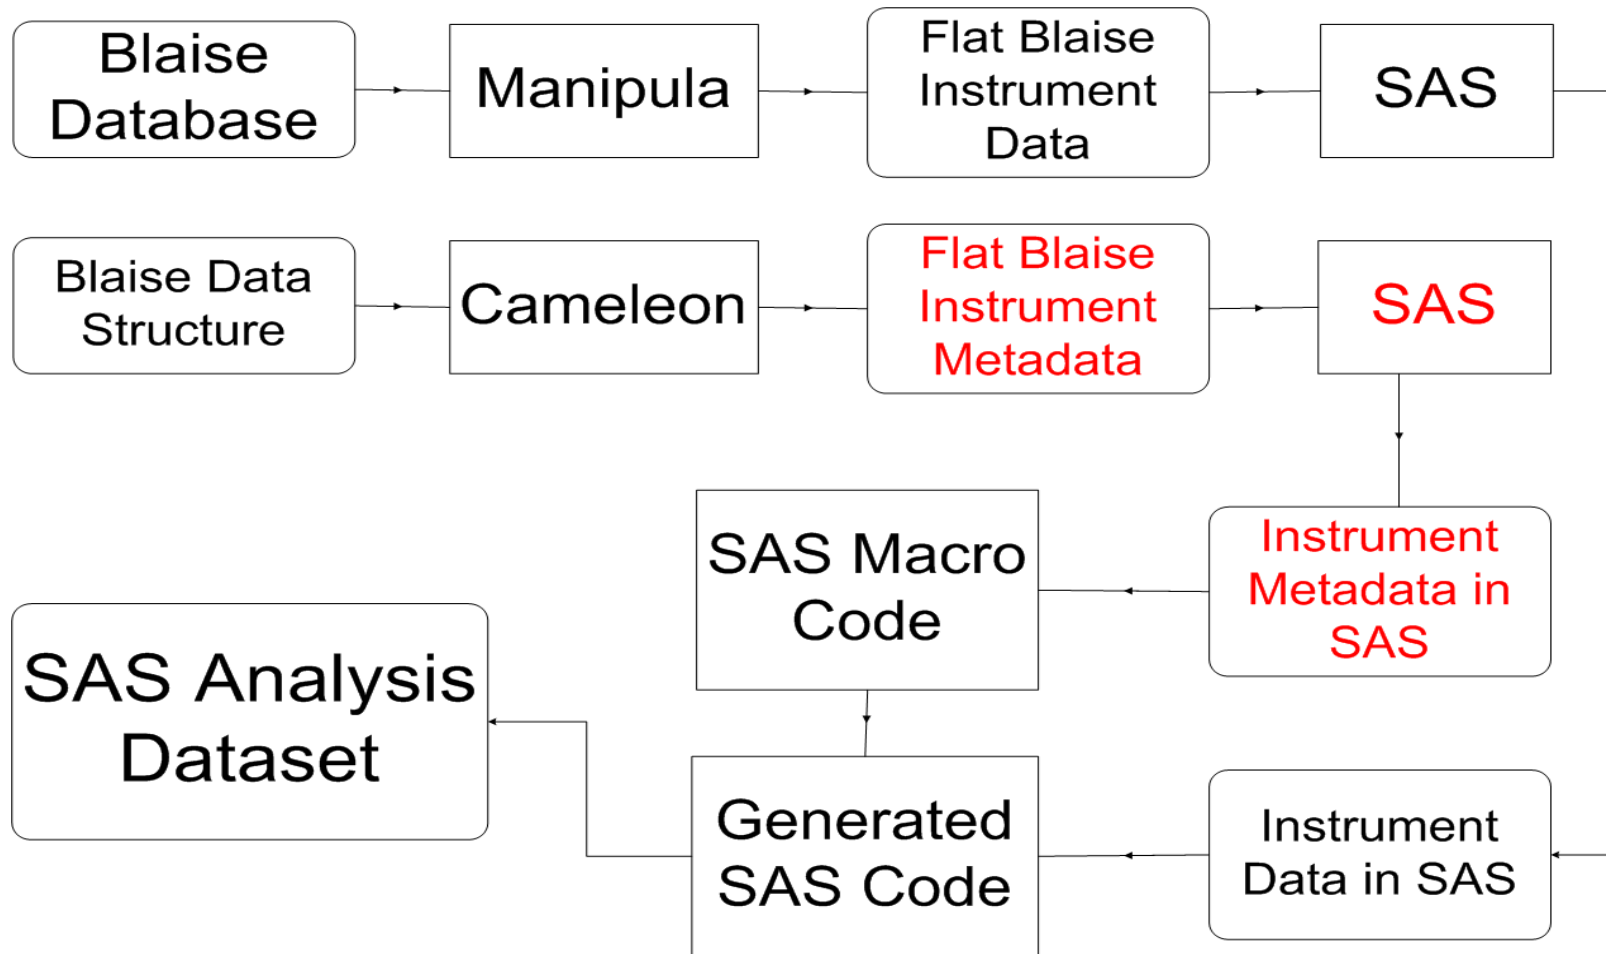 Blaise
Database
Manipula
Flat Blaise
Instrument
Data
SAS
Blaise Data
Structure
Cameleon
Flat Blaise
Instrument
Metadata
SAS
SAS Macro
Code
Instrument
Metadata in
SAS
SAS Analysis
Dataset
Generated
SAS Code
Instrument
Data in SAS